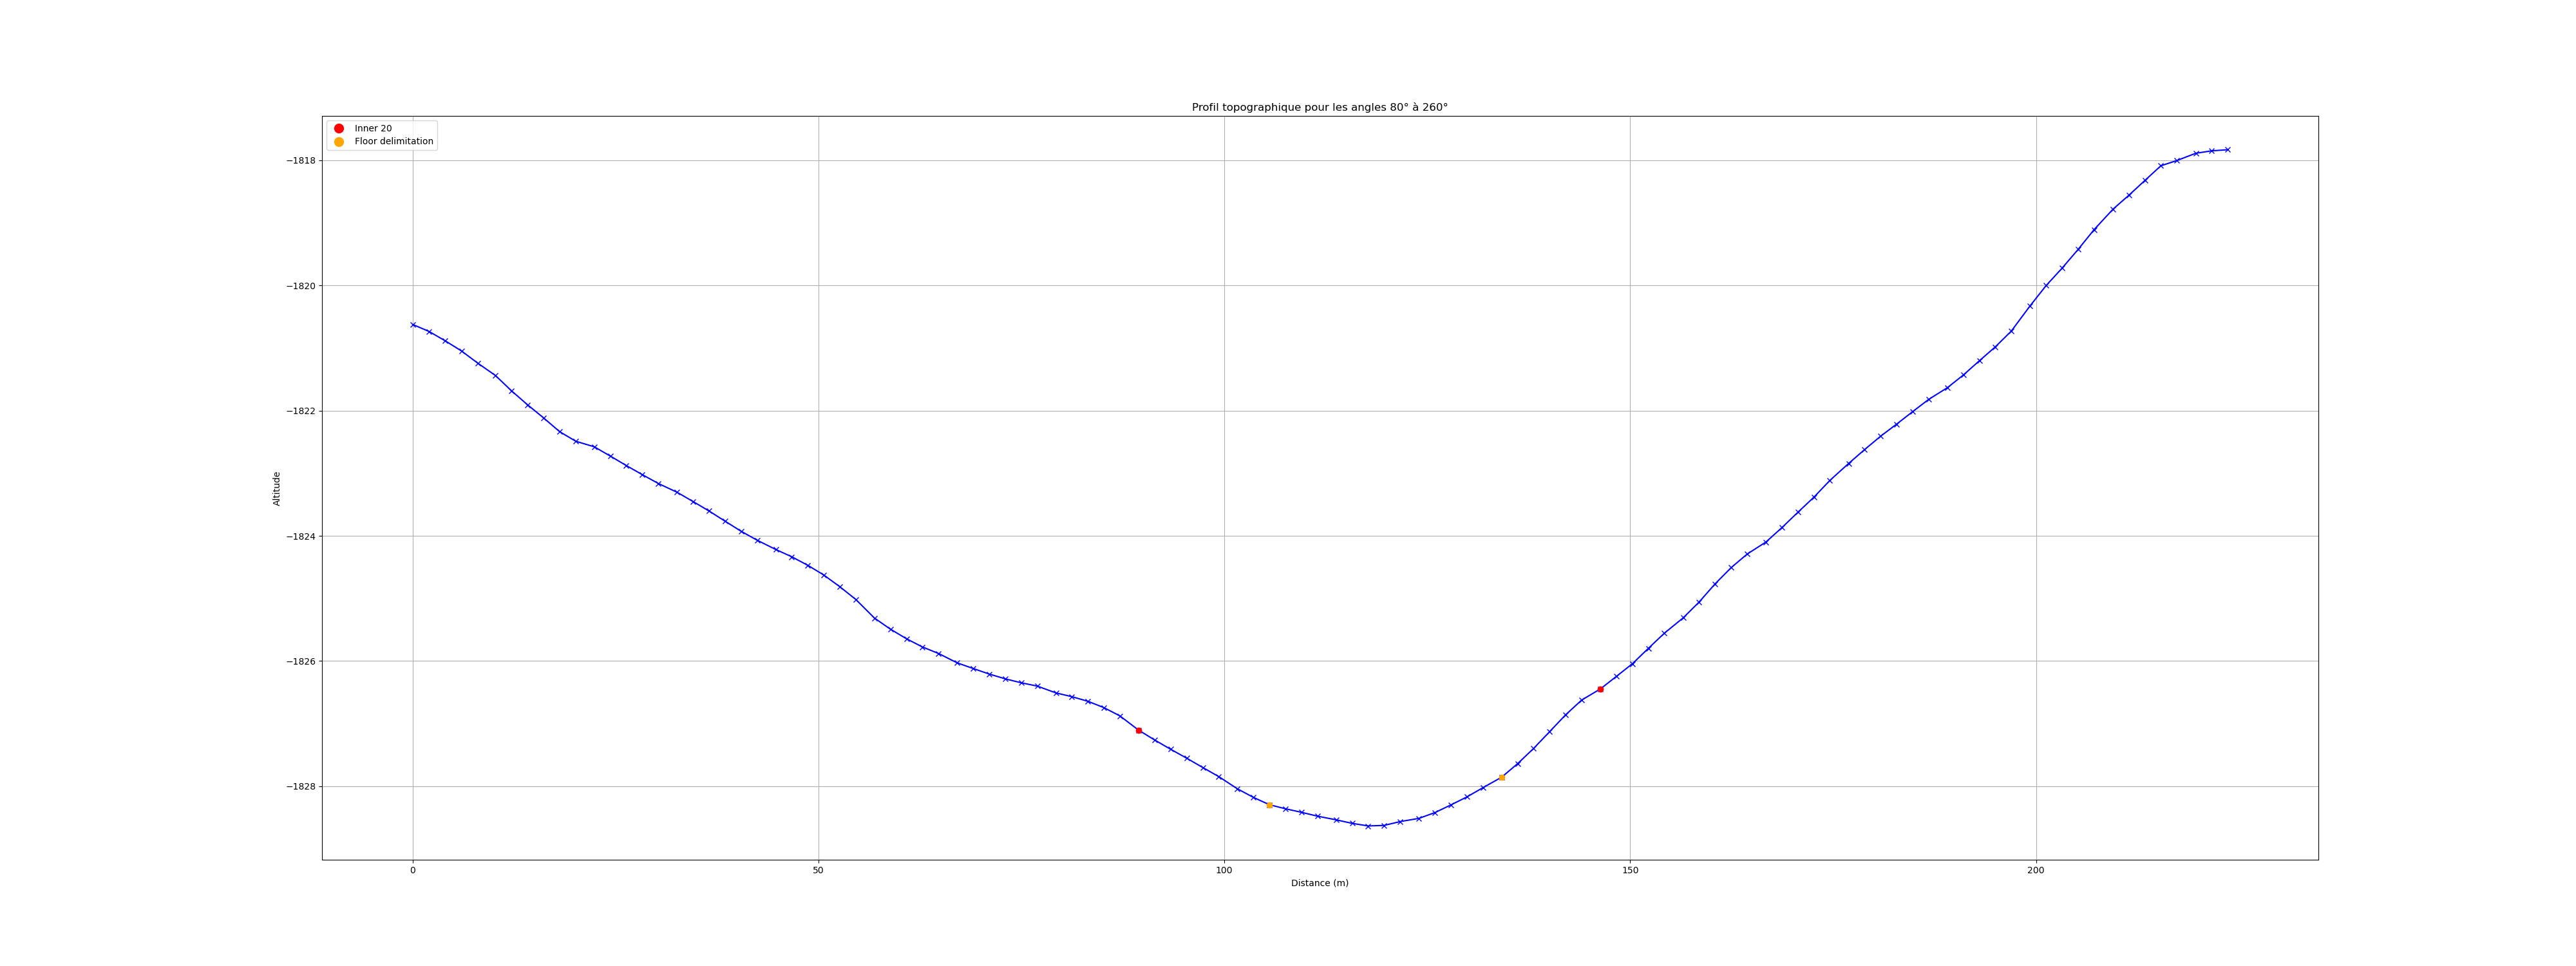 Profil topographique pour les angles 80° à 260°
Inner 20
Floor delimitation
−1818
−1820
−1822
−1824
−1826
−1828
Altitude
0 50 100 150 200
Distance (m)